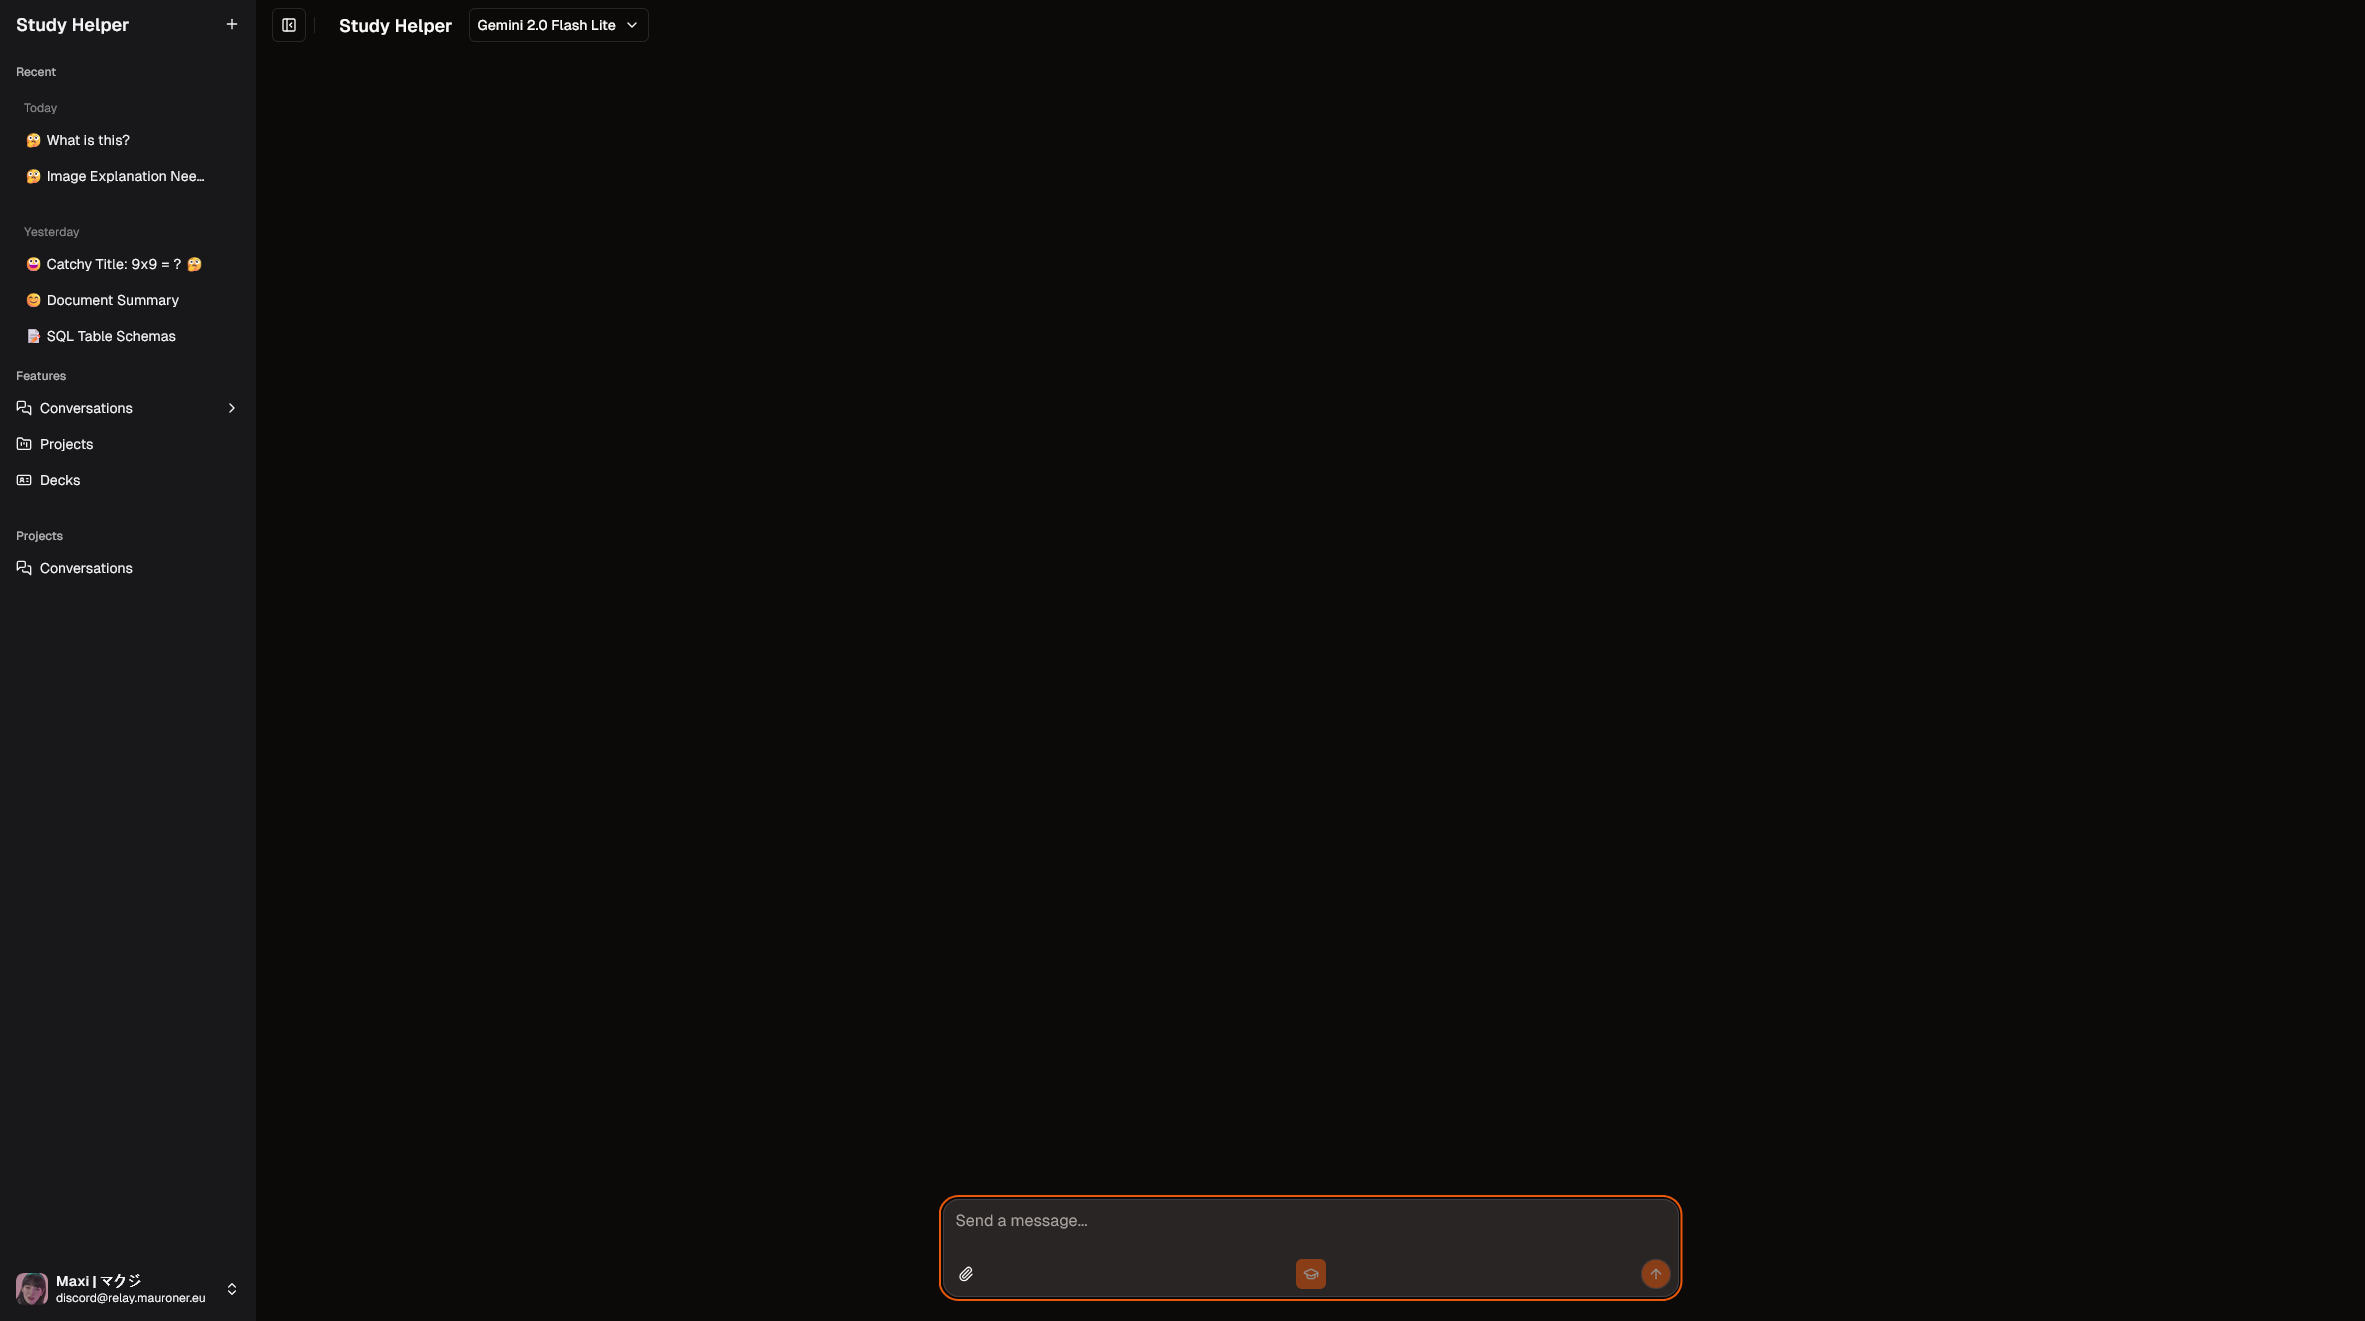 Study Helper
Recent
Today
🤔 What is this?
🤔 Image Explanation Nee...
Yesterday
😀 Catchy Title: 9x9 = ? 🤔
😊 Document Summary
📝 SQL Table Schemas
Features
Conversations
Projects
Decks
Projects
Conversations
Maxi | マクジ
discord@relay.mauroner.eu
Study Helper
Gemini 2.0 Flash Lite
Send a message...